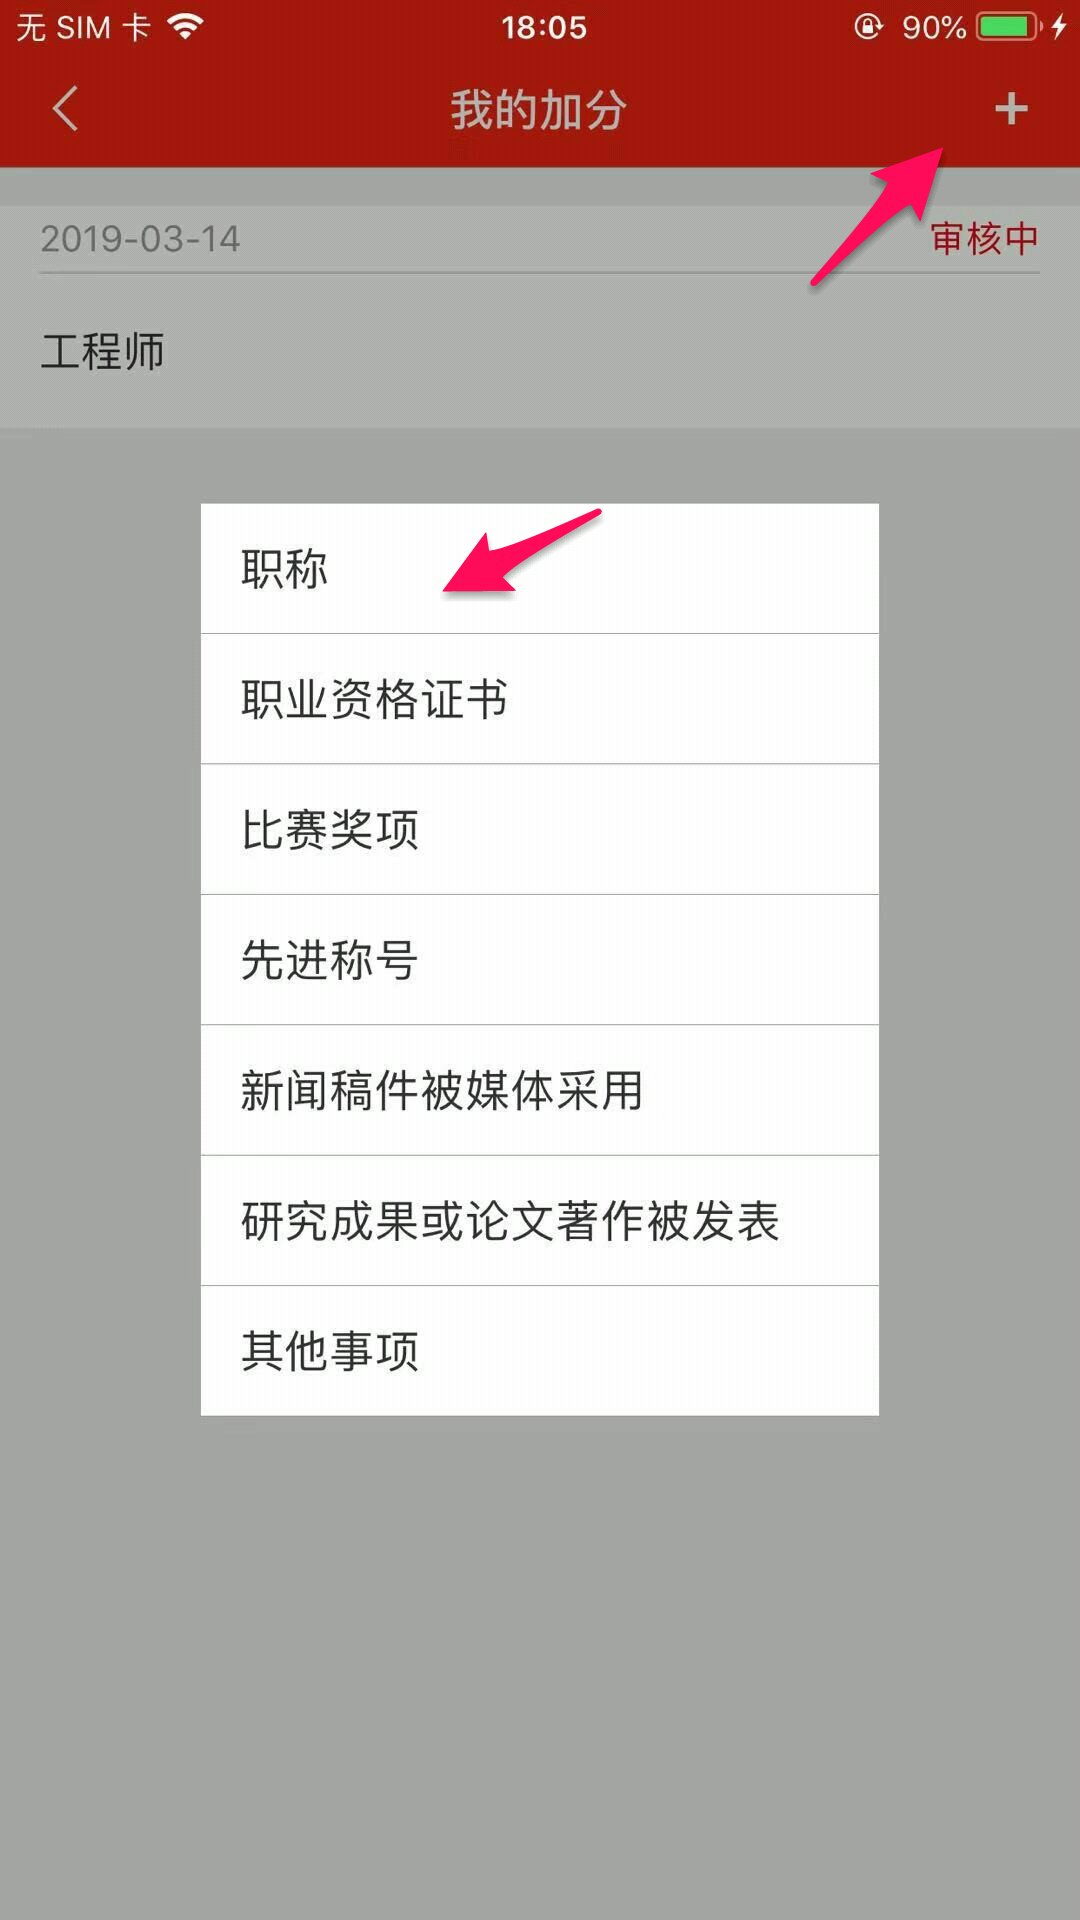 无 SIM 卡 18:05 90%
我的加分 +
2019-03-14 审核中
工程师
职称
职业资格证书
比赛奖项
先进称号
新闻稿件被媒体采用
研究成果或论文著作被发表
其他事项